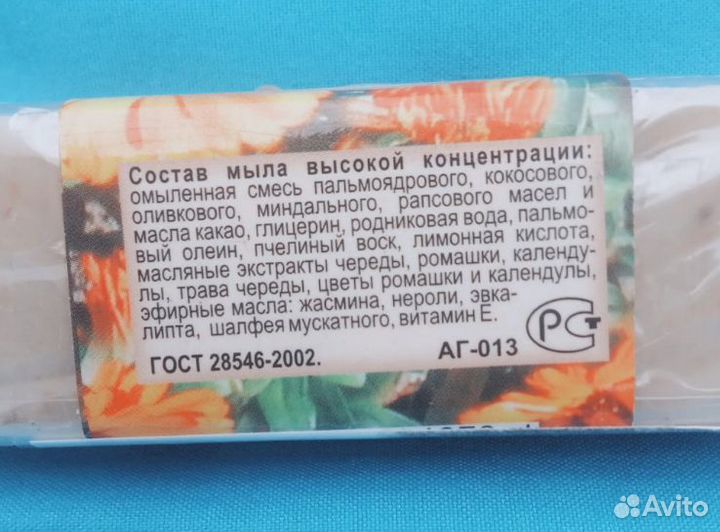 Состав мыла высокой концентрации:
омыленная смесь пальмоядрового, кокосового,
оливкового, миндального, рапсового масел и
масла какао, глицерин, родниковая вода, пальмо-
вый олеин, пчелиный воск, лимонная кислота,
масляные экстракты череды, ромашки, календу-
лы, трава череды, цветы ромашки и календулы,
эфирные масла: жасмина, нероли, эвка-
липта, шалфея мускатного, витамин Е.
ГОСТ 28546-2002. АГ-013
РСТ
Avito